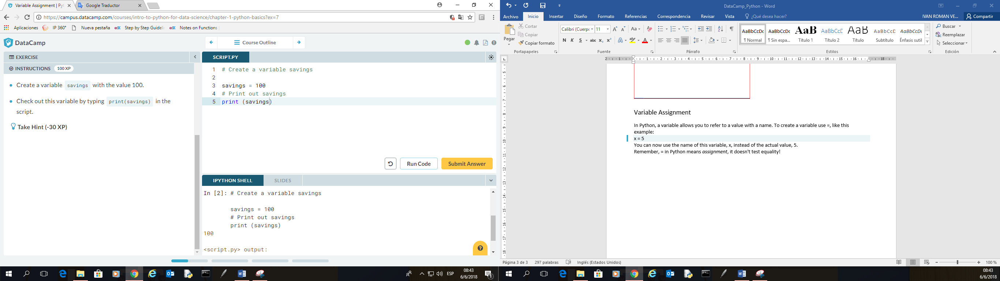 Variable Assignment | Pyt
Google Traductor
https://campus.datacamp.com/courses/intro-to-python-for-data-science/chapter-1-python-basics?ex=7
Aplicaciones IP 360° Nueva pestaña Step by Step Guideli Notes on Functions
DataCamp
Course Outline
EXERCISE
INSTRUCTIONS 100 XP
Create a variable savings with the value 100.
Check out this variable by typing print(savings) in the
script.
Take Hint (-30 XP)
SCRIPT.PY
1 # Create a variable savings
2
3 savings = 100
4 # Print out savings
5 print (savings)
Run Code Submit Answer
IPYTHON SHELL SLIDES
In [2]: # Create a variable savings
savings = 100
# Print out savings
print (savings)
100
<script.py> output:
ESP
08:43
6/6/2018
1
DataCamp_Python - Word
Archivo Inicio Insertar Diseño Formato Referencias Correspondencia Revisar Vista ¿Qué desea hacer? IVAN ROMAN VE... Compartir
Pegar
Cortar
Copiar
Copiar formato
Portapapeles
Calibri (Cuerpo 11
N K S abc x₂ x²
Fuente
Párrafo
AaBbCcDc AaBbCcDc AaB AaBbCcE AaB AaBbCcD AaBbCcDc
¶ Normal ¶ Sin espa... Título 1 Título 2 Título Subtítulo Énfasis sutil
Estilos
Buscar
Reemplazar
Seleccionar
Edición
Variable Assignment
In Python, a variable allows you to refer to a value with a name. To create a variable use =, like this
example:
x = 5
You can now use the name of this variable, x, instead of the actual value, 5.
Remember, = in Python means assignment, it doesn't test equality!
Página 3 de 3 297 palabras Inglés (Estados Unidos) 100 %
08:43
6/6/2018